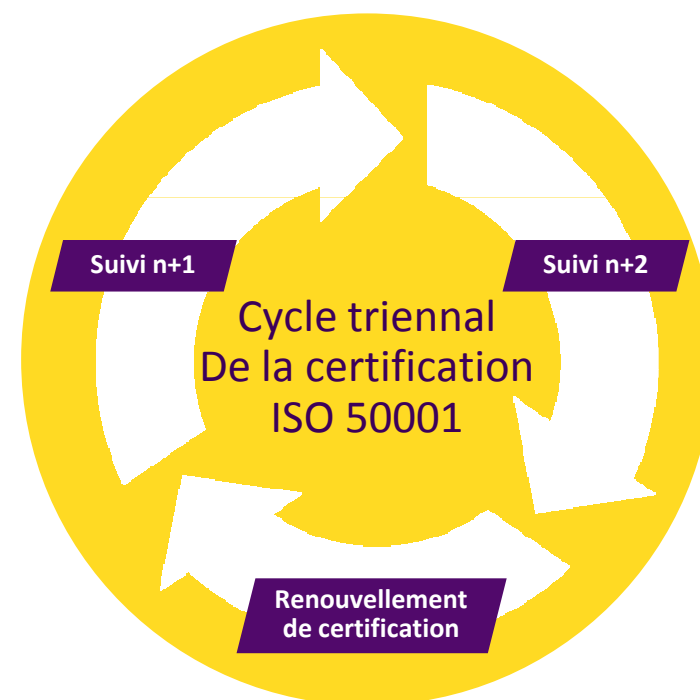 Suivi n+1
Suivi n+2
Cycle triennal
De la certification
ISO 50001
Renouvellement
de certification